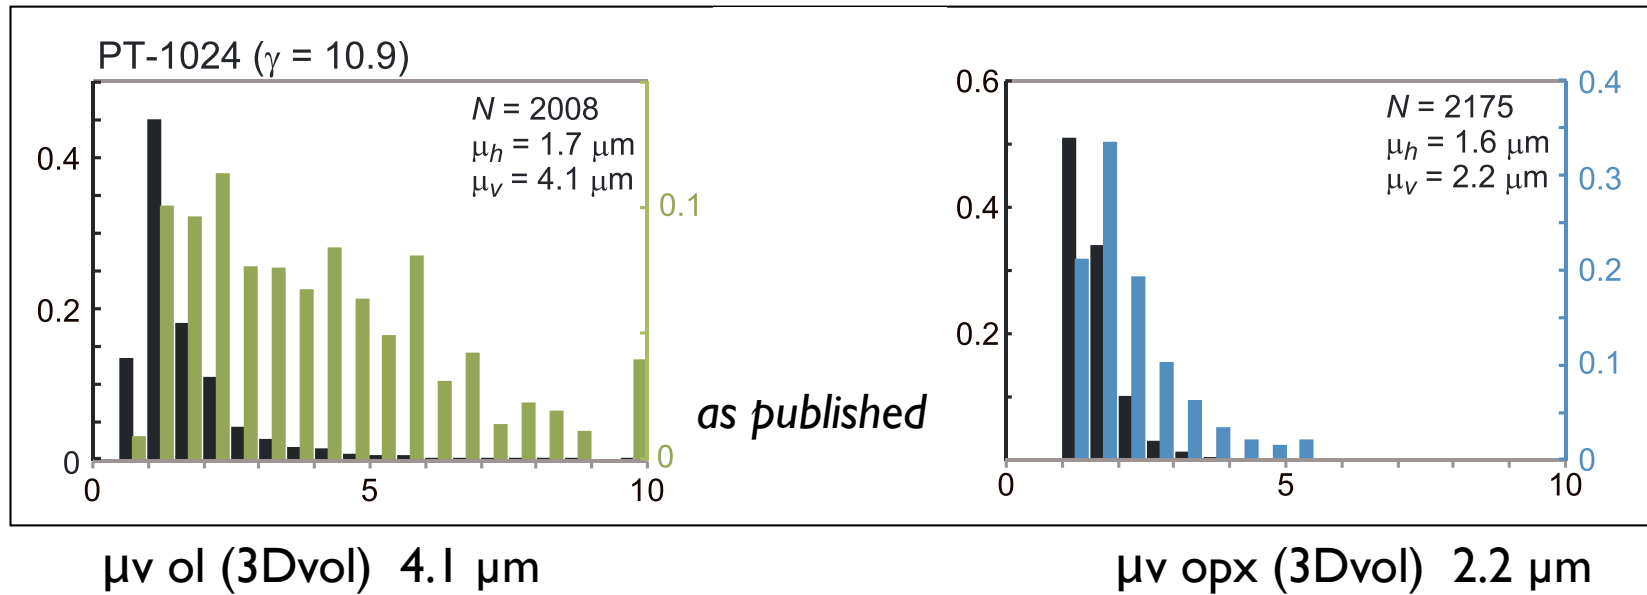 PT-1024 (γ = 10.9)
N = 2008
μh = 1.7 μm
μv = 4.1 μm
0.4
0.2
0
0.1
0
0 5 10
as published
N = 2175
μh = 1.6 μm
μv = 2.2 μm
0.6
0.4
0.2
0.4
0.3
0.2
0.1
0
0 5 10
μv ol (3Dvol) 4.1 μm
μv opx (3Dvol) 2.2 μm